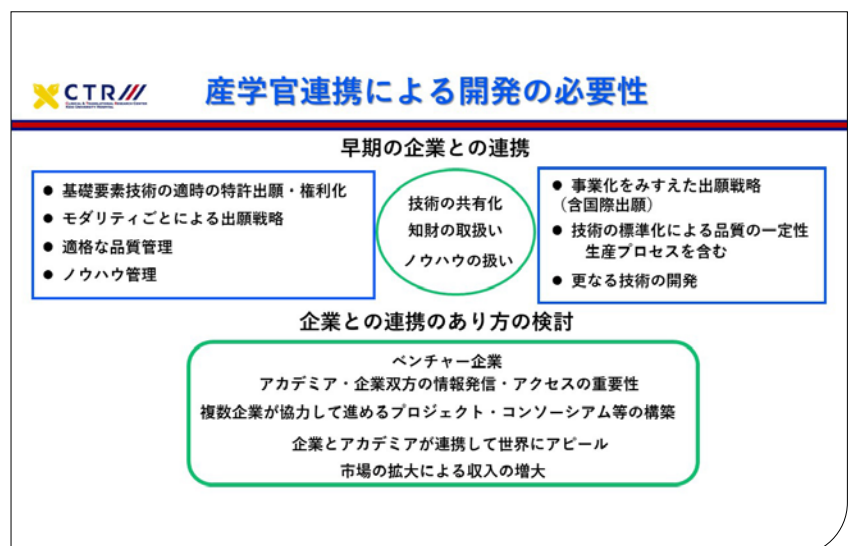 CTR
CLINICAL & TRANSLATIONAL RESEARCH CENTER
KEIO UNIVERSITY HOSPITAL
産学官連携による開発の必要性
早期の企業との連携
● 基礎要素技術の適時の特許出願・権利化
● モダリティごとによる出願戦略
● 適格な品質管理
● ノウハウ管理
技術の共有化
知財の取扱い
ノウハウの扱い
● 事業化をみすえた出願戦略
（含国際出願）
● 技術の標準化による品質の一定性
生産プロセスを含む
● 更なる技術の開発
企業との連携のあり方の検討
ベンチャー企業
アカデミア・企業双方の情報発信・アクセスの重要性
複数企業が協力して進めるプロジェクト・コンソーシアム等の構築
企業とアカデミアが連携して世界にアピール
市場の拡大による収入の増大